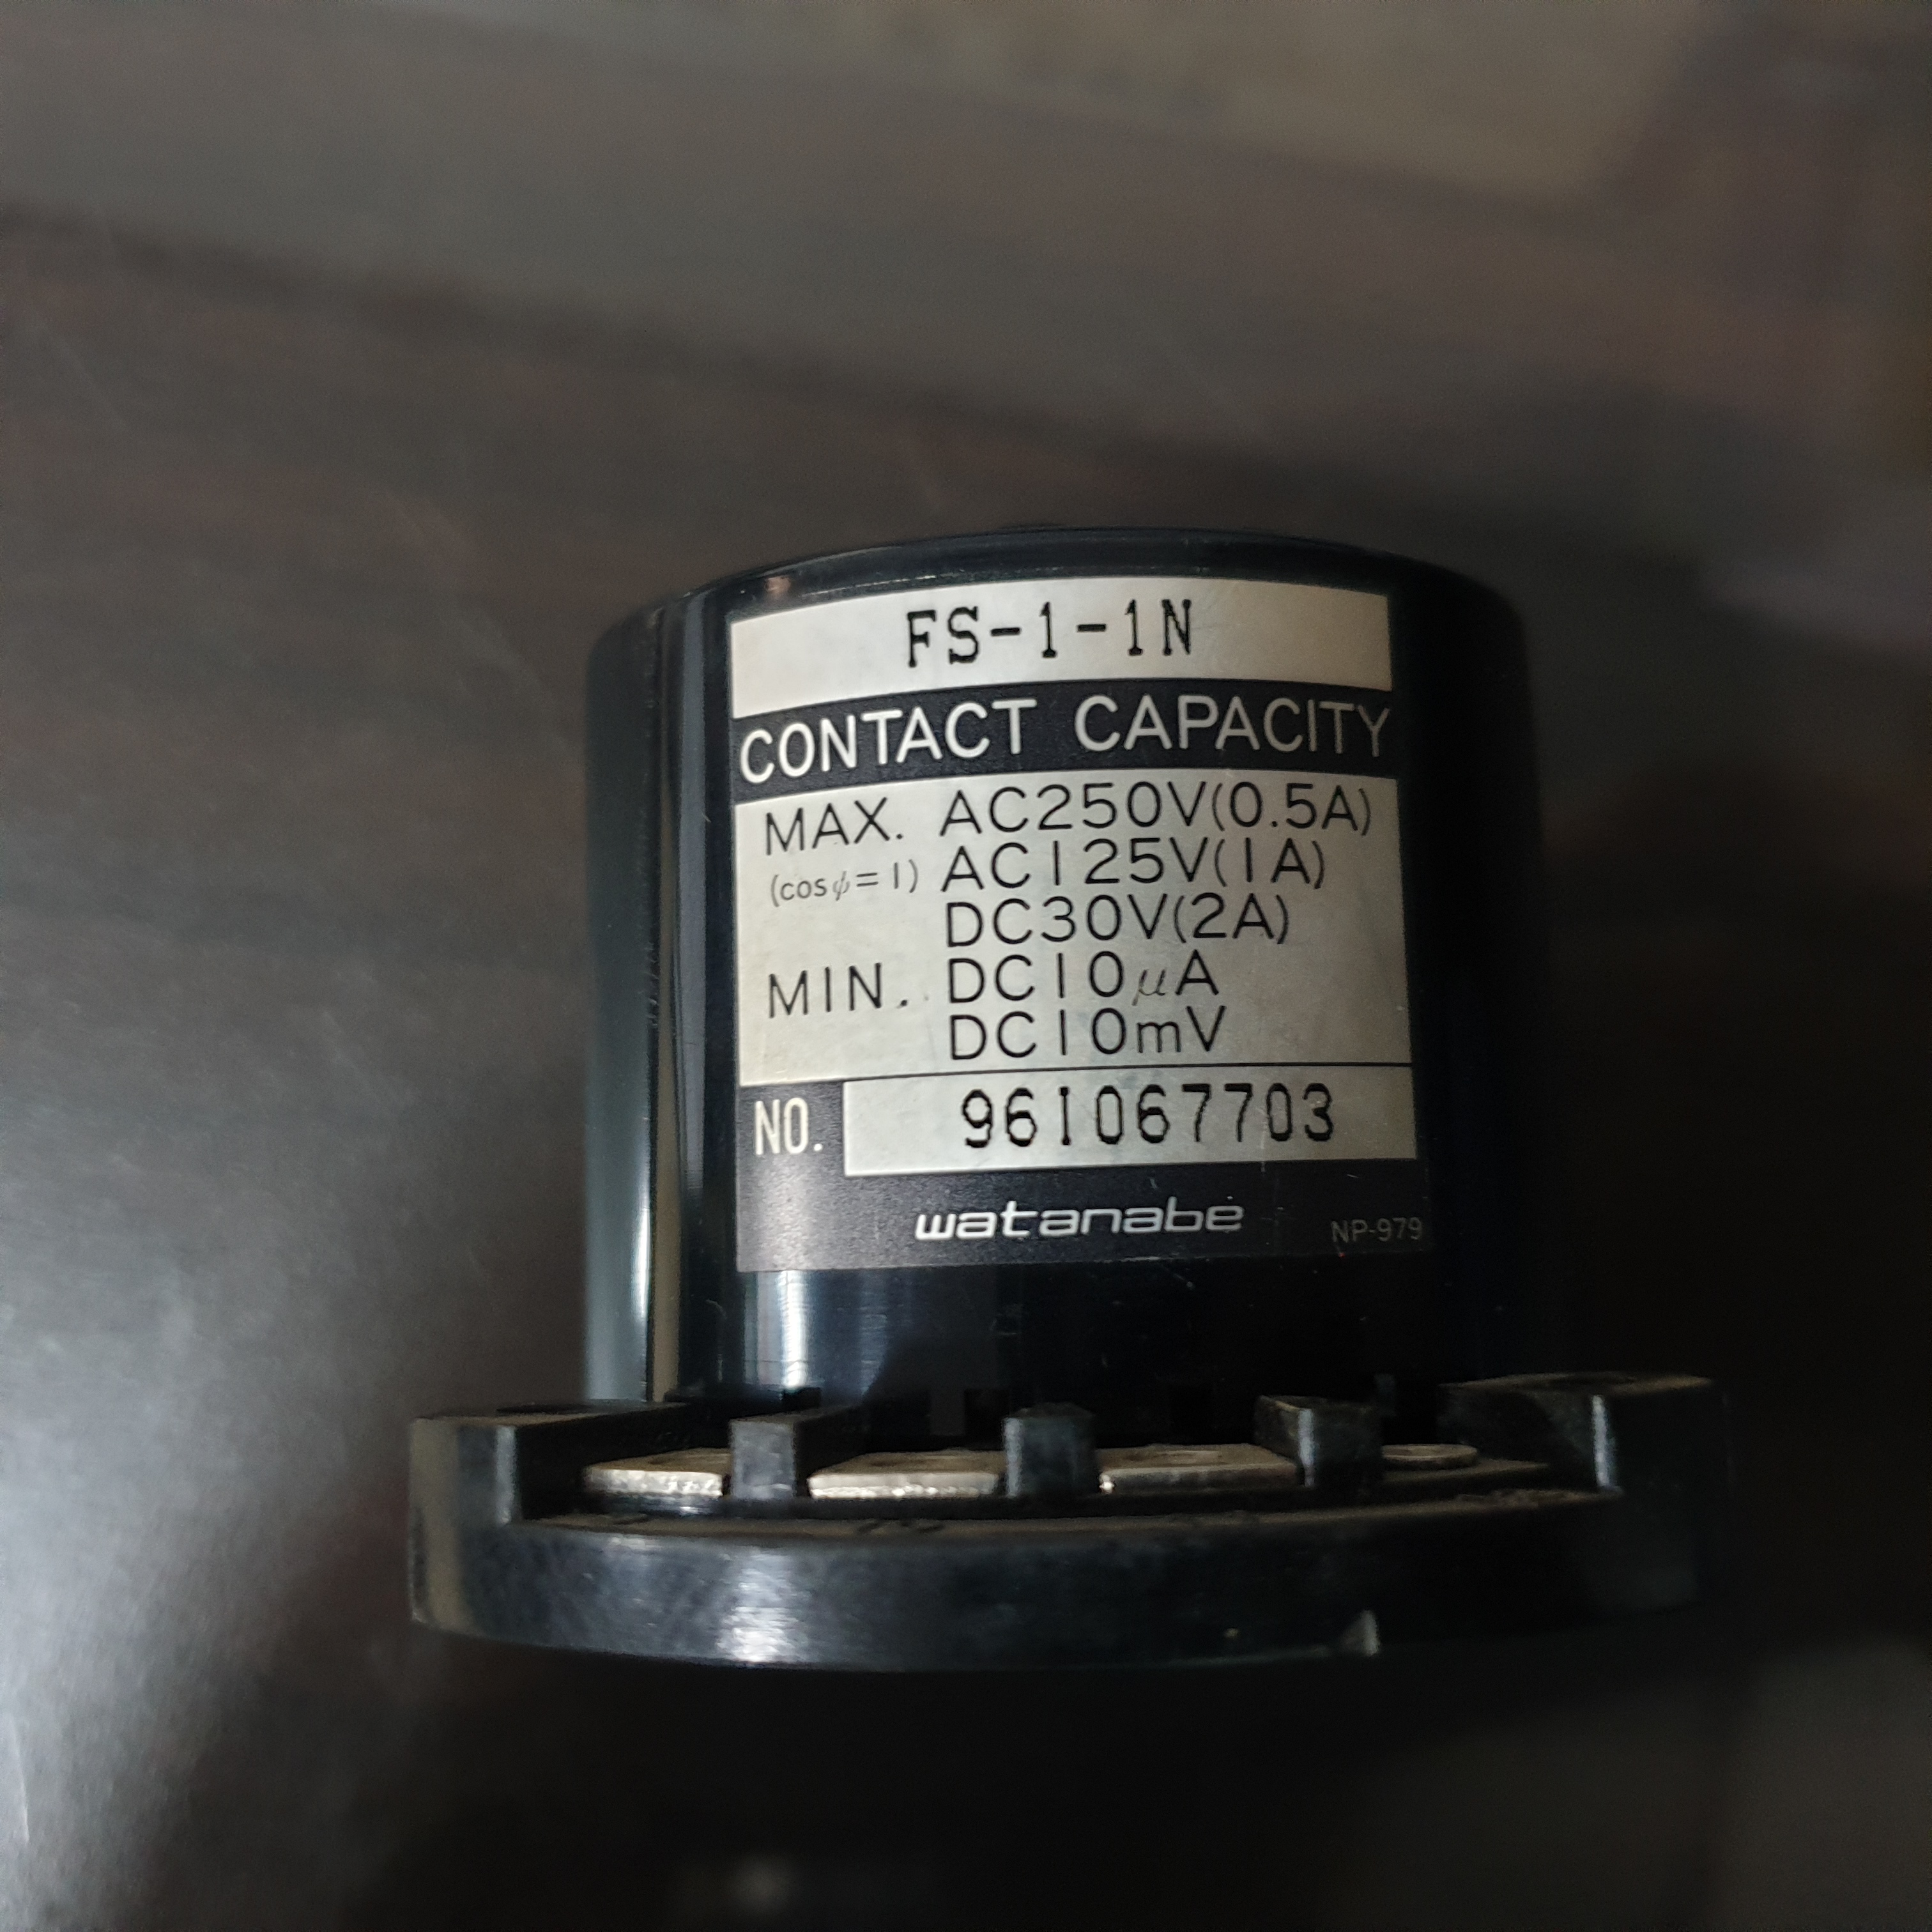 FS-1-1N
CONTACT CAPACITY
MAX. AC250V(0.5A)
(cosφ=1) AC125V(1A)
DC30V(2A)
MIN. DC10μA
DC10mV
NO. 961067703
watanabe
NP-979